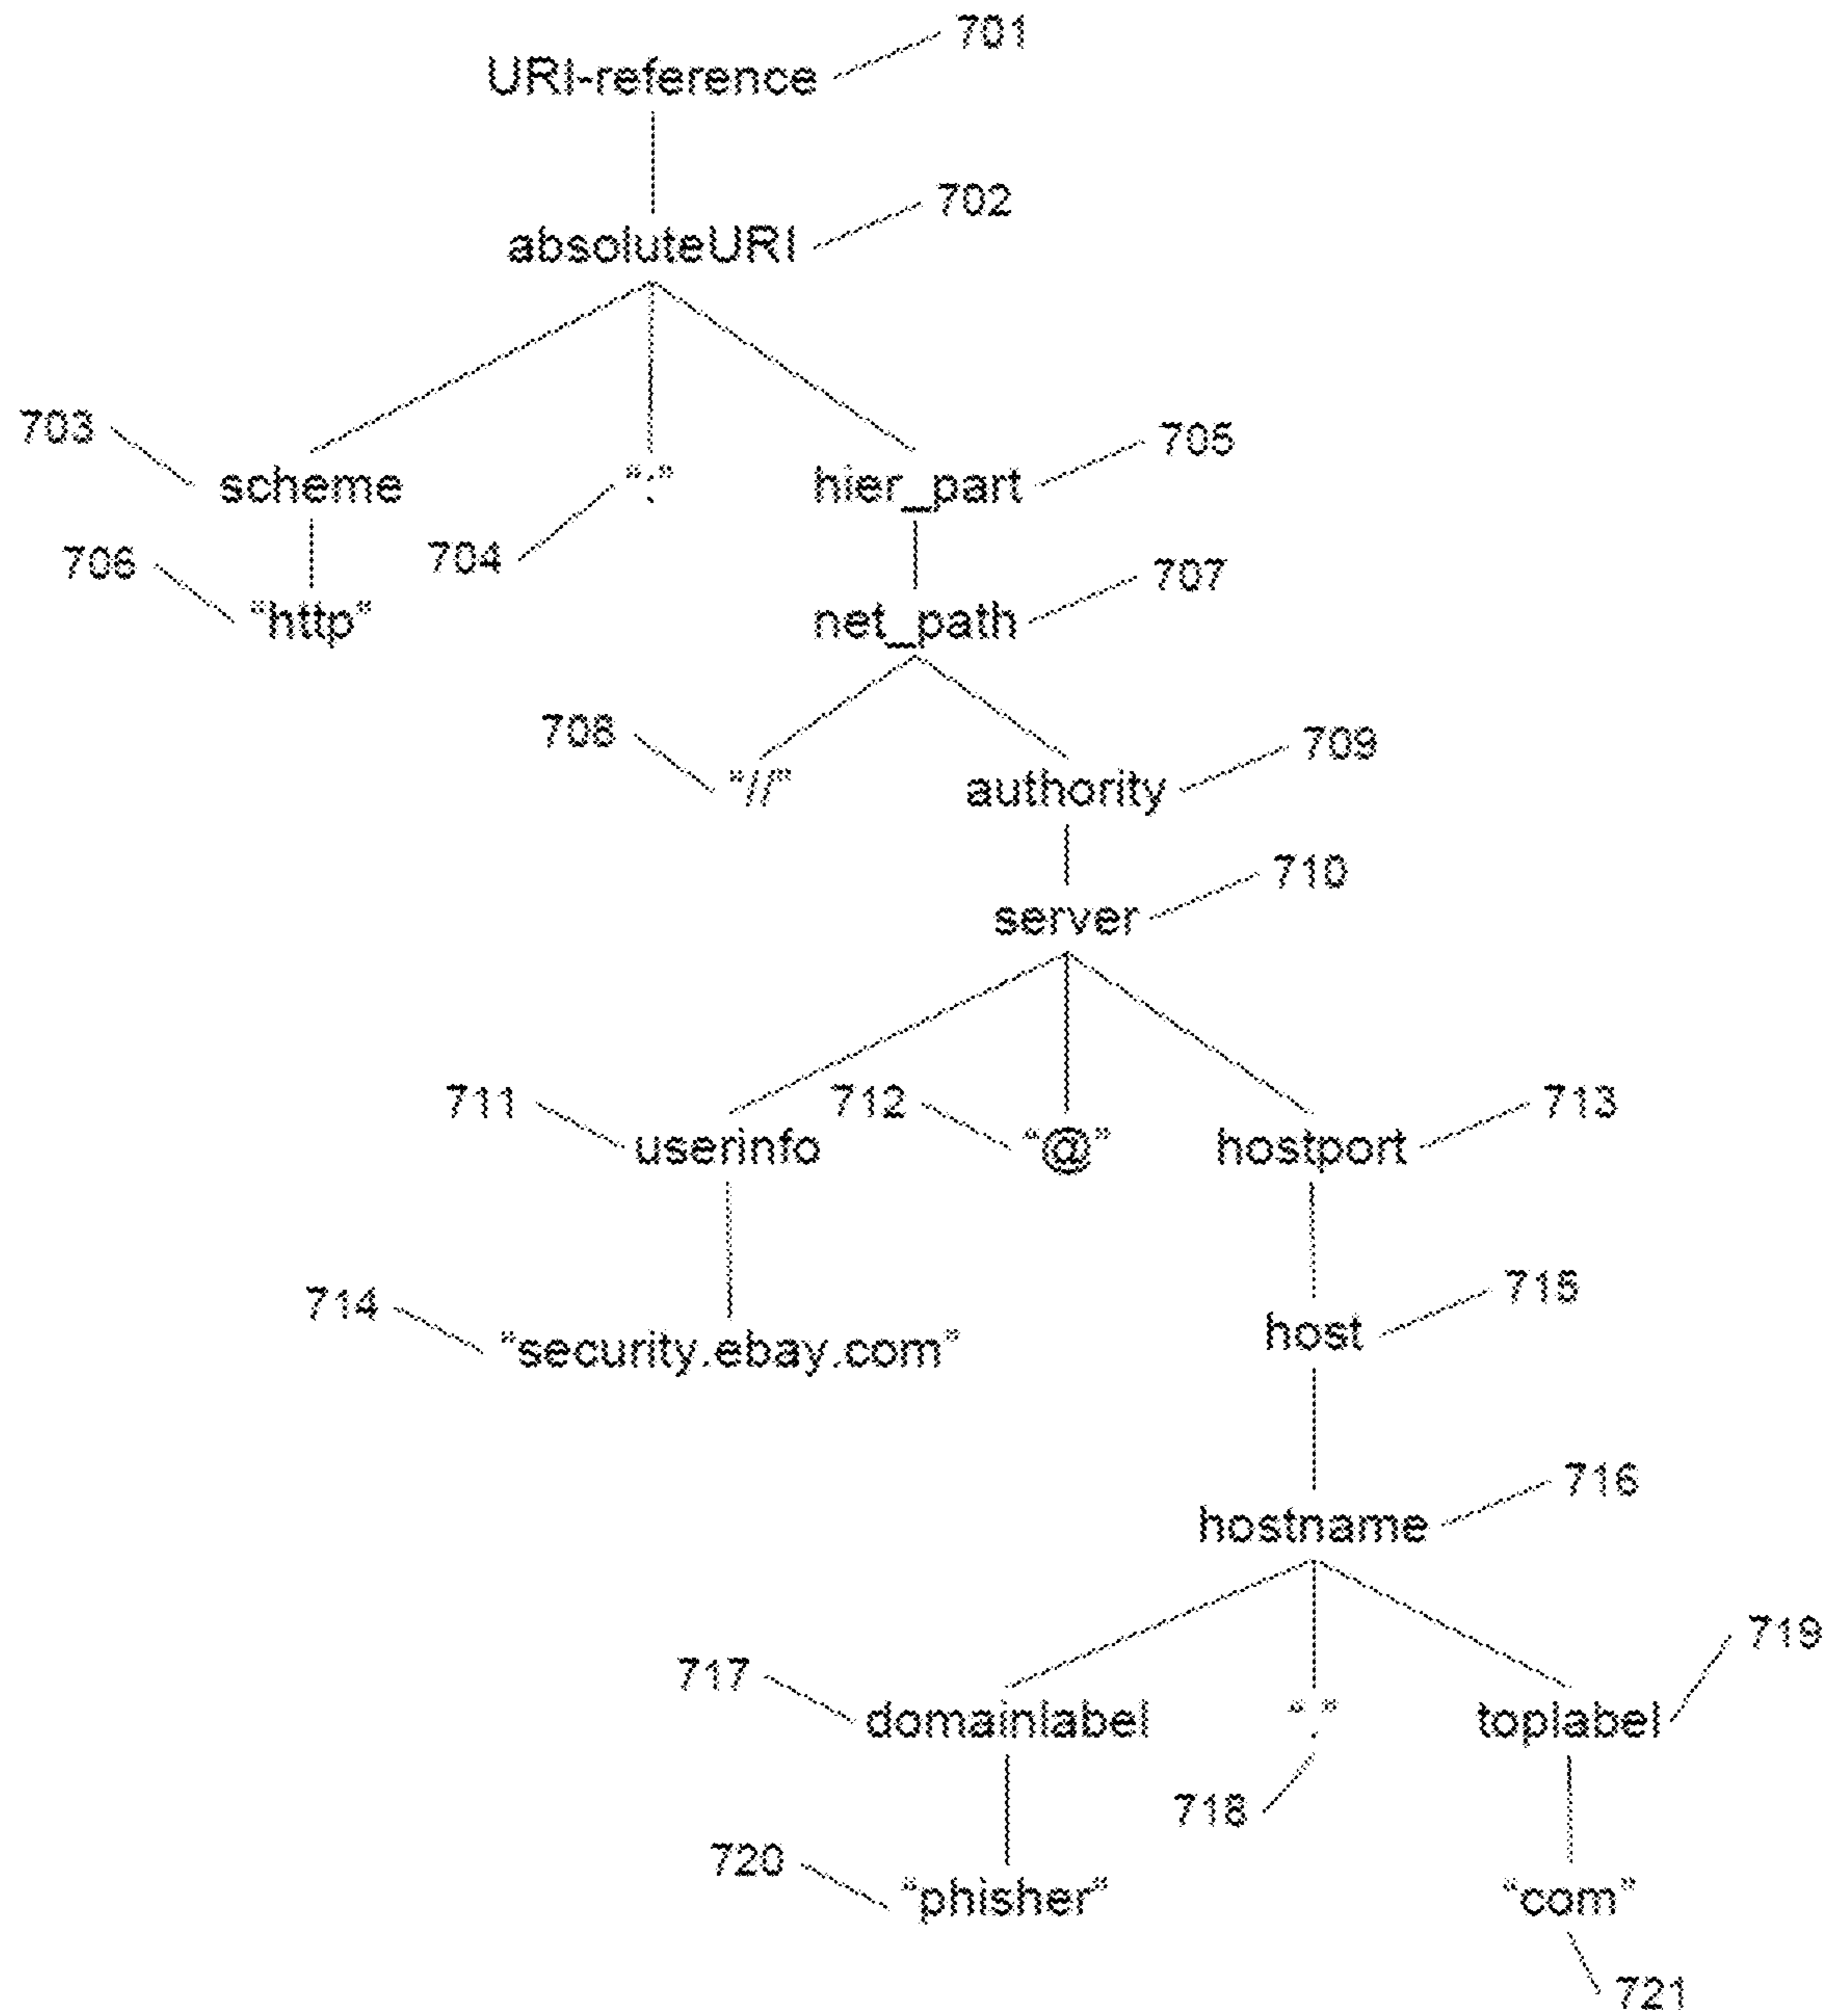 701
URI-reference
702
absoluteURI
703
705
scheme
“:”
hier_part
704
706
707
“http”
net_path
708
709
“//”
authority
710
server
711
712
713
userinfo
“@”
hostport
714
715
“security.ebay.com”
host
716
hostname
719
717
domainlabel
“.”
toplabel
718
720
“phisher”
“com”
721